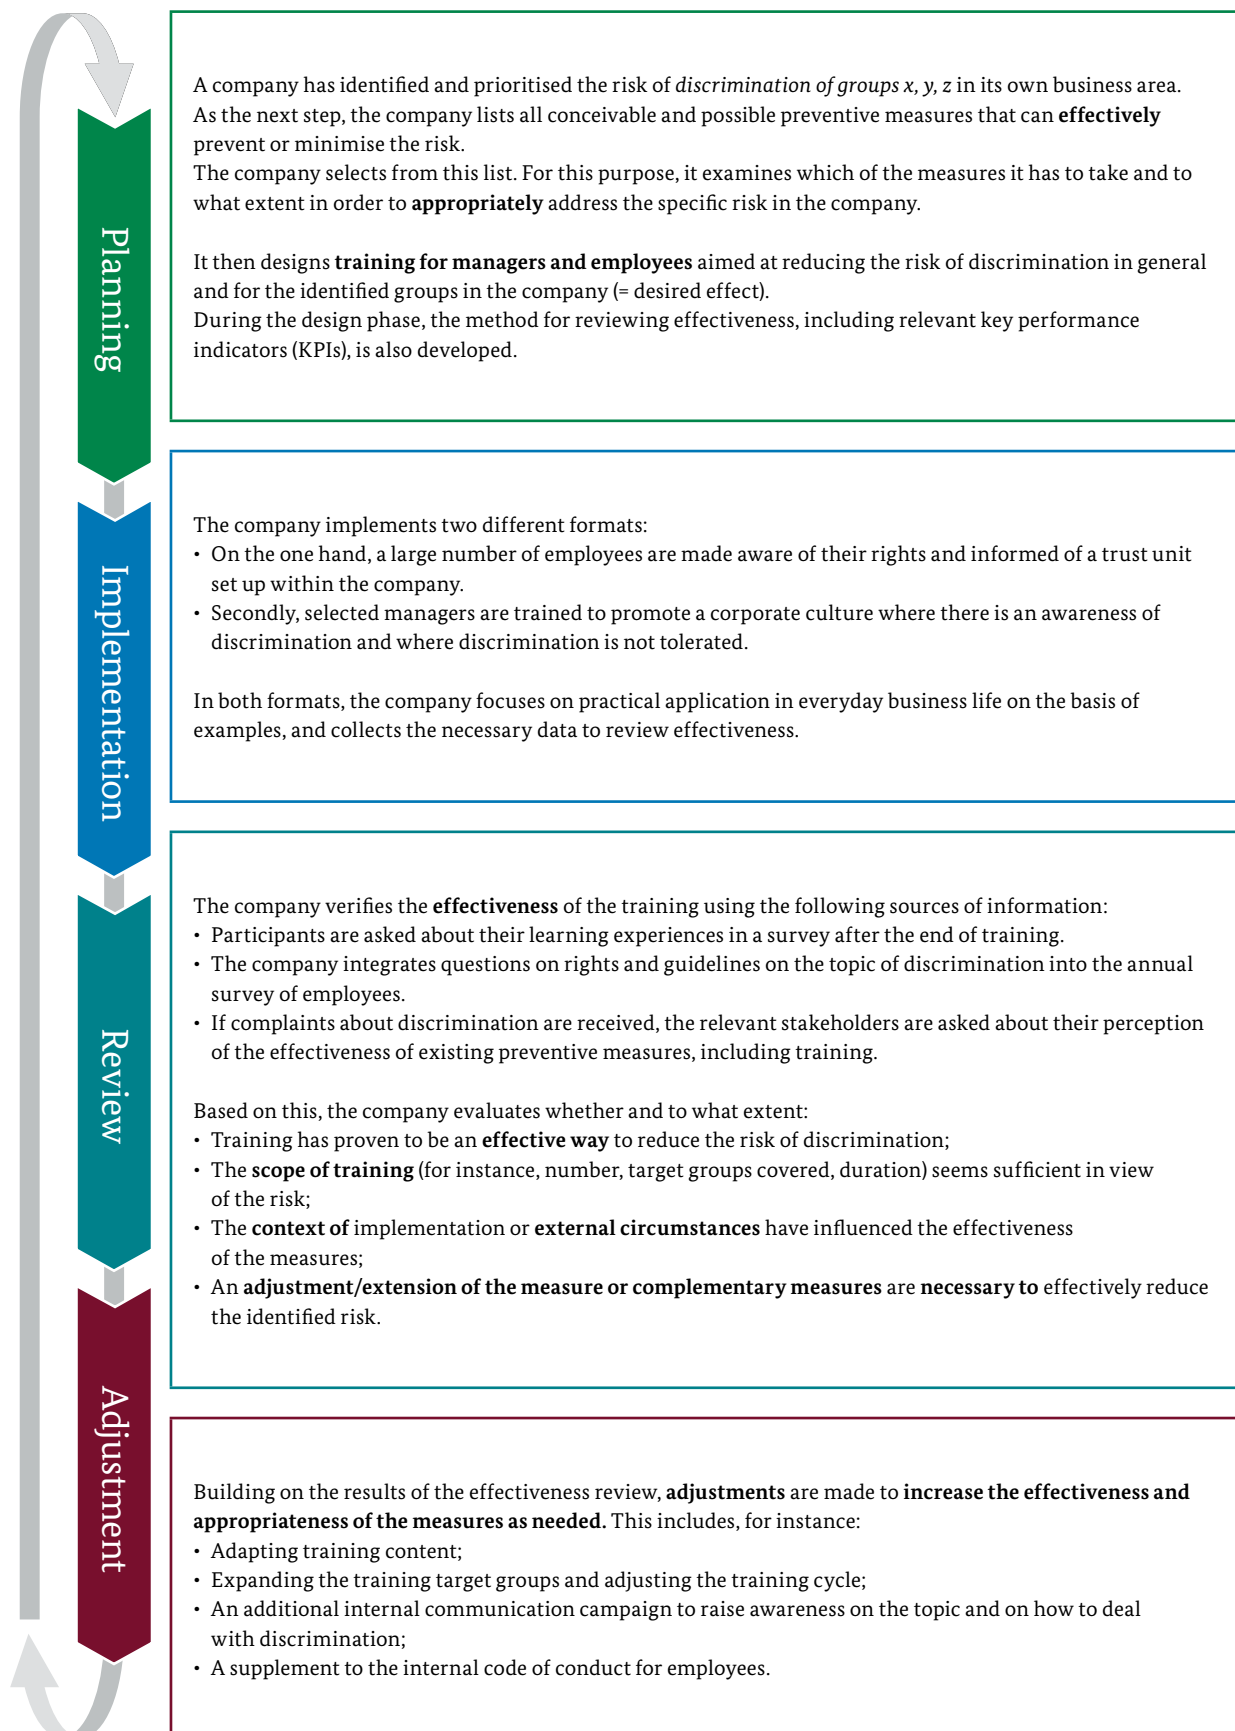 Planning
A company has identified and prioritised the risk of discrimination of groups x, y, z in its own business area.
As the next step, the company lists all conceivable and possible preventive measures that can effectively
prevent or minimise the risk.
The company selects from this list. For this purpose, it examines which of the measures it has to take and to
what extent in order to appropriately address the specific risk in the company.
It then designs training for managers and employees aimed at reducing the risk of discrimination in general
and for the identified groups in the company (= desired effect).
During the design phase, the method for reviewing effectiveness, including relevant key performance
indicators (KPIs), is also developed.
Implementation
The company implements two different formats:
• On the one hand, a large number of employees are made aware of their rights and informed of a trust unit
set up within the company.
• Secondly, selected managers are trained to promote a corporate culture where there is an awareness of
discrimination and where discrimination is not tolerated.
In both formats, the company focuses on practical application in everyday business life on the basis of
examples, and collects the necessary data to review effectiveness.
Review
The company verifies the effectiveness of the training using the following sources of information:
• Participants are asked about their learning experiences in a survey after the end of training.
• The company integrates questions on rights and guidelines on the topic of discrimination into the annual
survey of employees.
• If complaints about discrimination are received, the relevant stakeholders are asked about their perception
of the effectiveness of existing preventive measures, including training.
Based on this, the company evaluates whether and to what extent:
• Training has proven to be an effective way to reduce the risk of discrimination;
• The scope of training (for instance, number, target groups covered, duration) seems sufficient in view
of the risk;
• The context of implementation or external circumstances have influenced the effectiveness
of the measures;
• An adjustment/extension of the measure or complementary measures are necessary to effectively reduce
the identified risk.
Adjustment
Building on the results of the effectiveness review, adjustments are made to increase the effectiveness and
appropriateness of the measures as needed. This includes, for instance:
• Adapting training content;
• Expanding the training target groups and adjusting the training cycle;
• An additional internal communication campaign to raise awareness on the topic and on how to deal
with discrimination;
• A supplement to the internal code of conduct for employees.